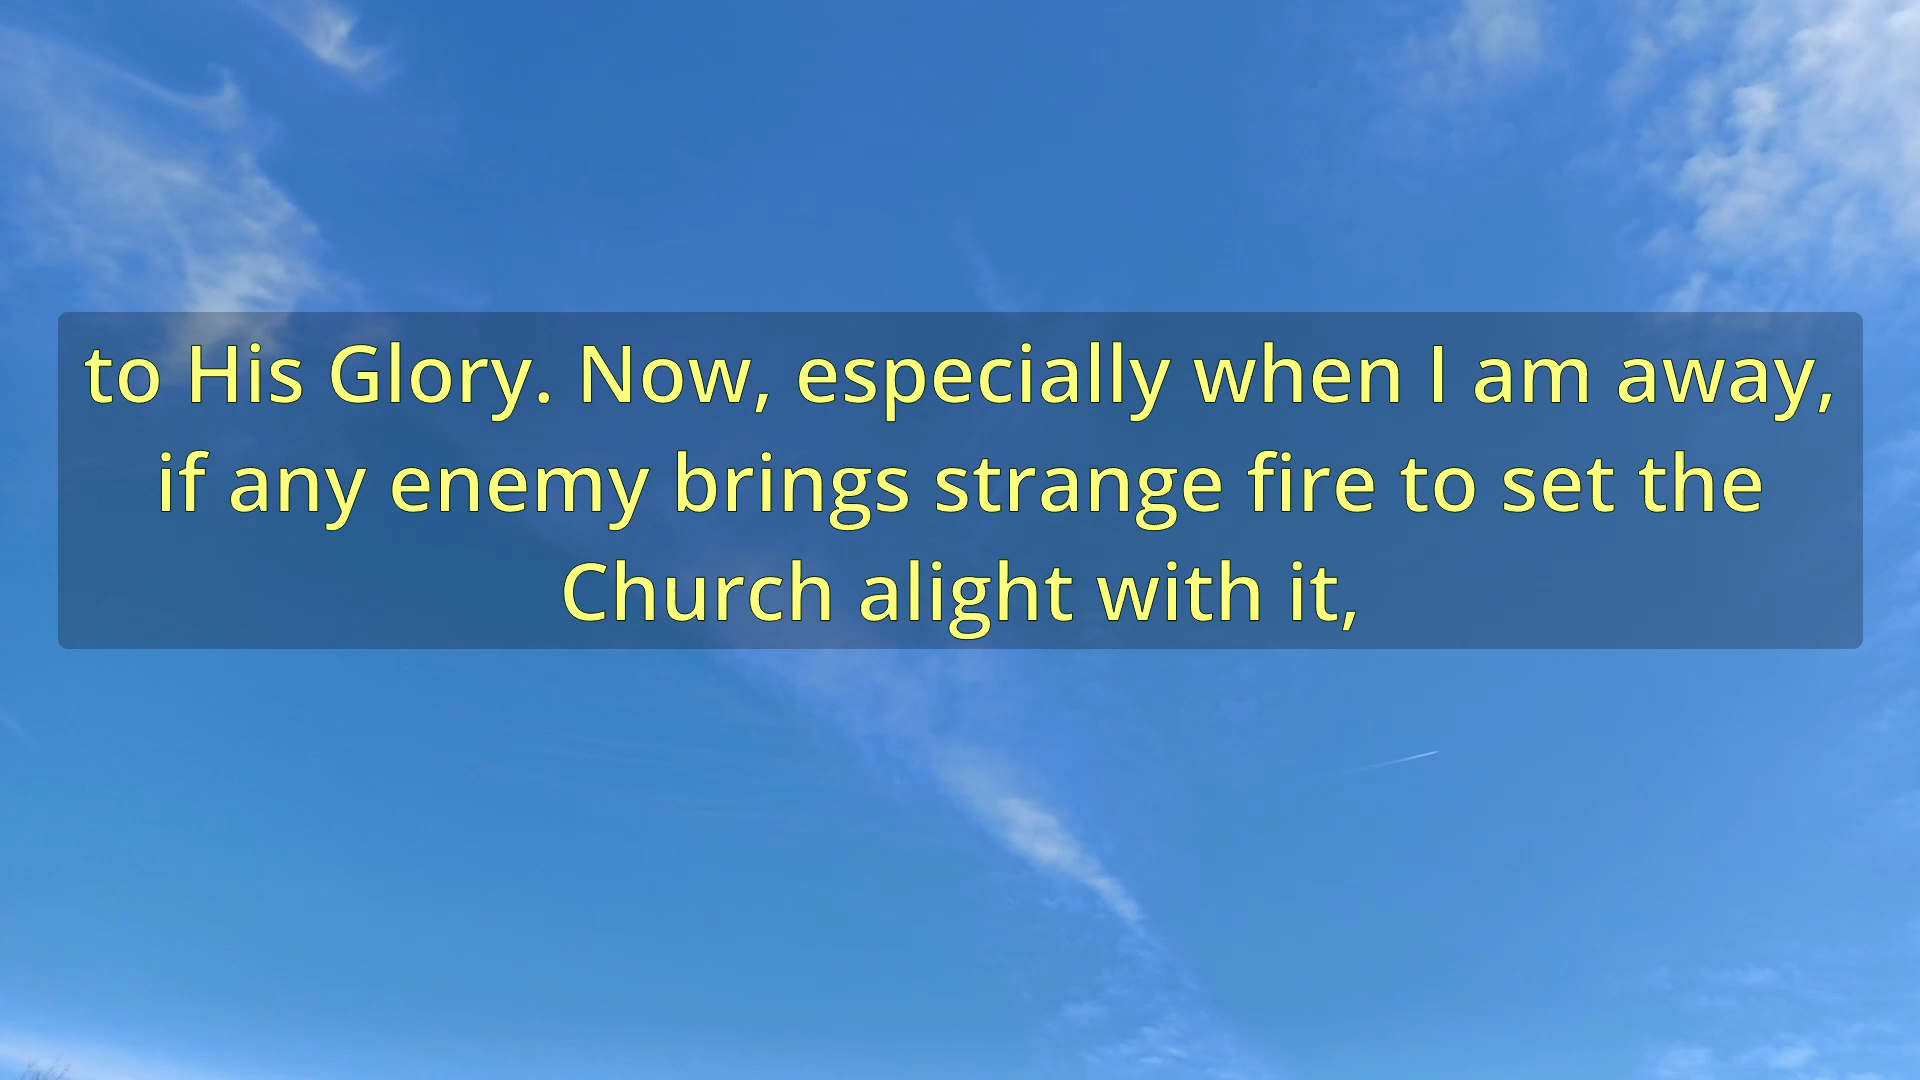 to His Glory. Now, especially when I am away,
if any enemy brings strange fire to set the
Church alight with it,